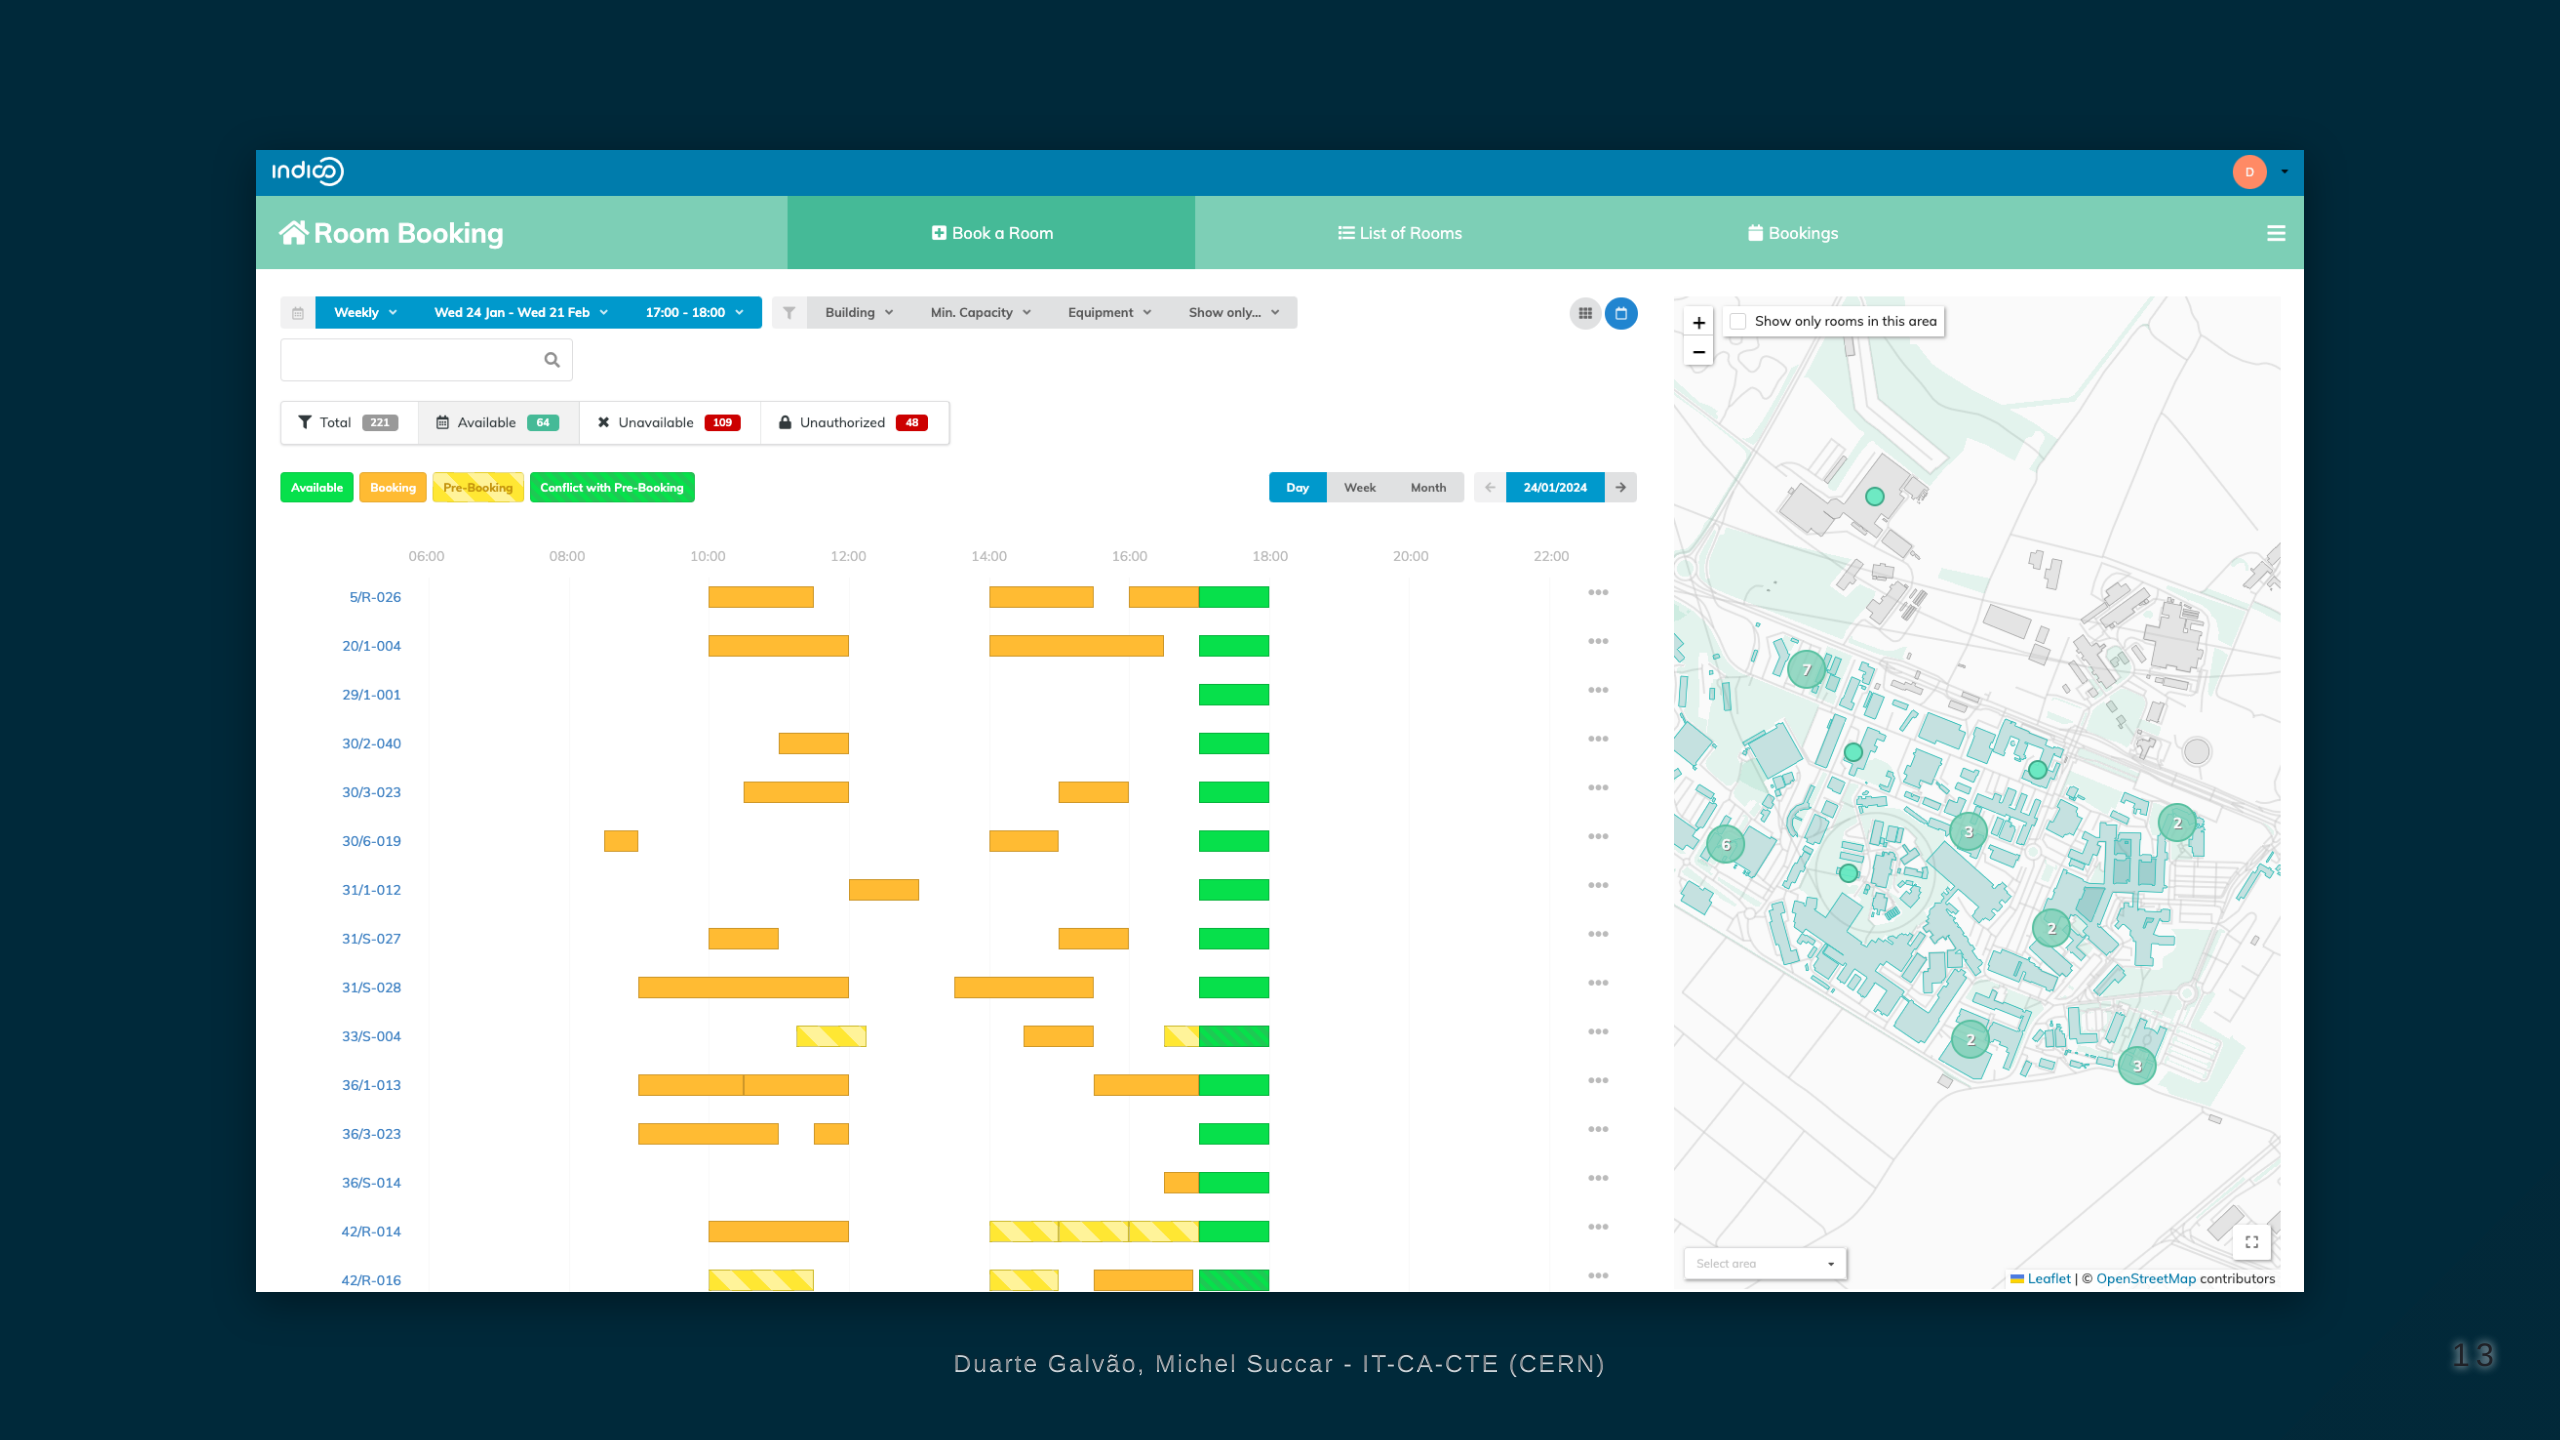 indico
D
Room Booking
Book a Room
List of Rooms
Bookings
Weekly
Wed 24 Jan - Wed 21 Feb
17:00 - 18:00
Building
Min. Capacity
Equipment
Show only...
+
Show only rooms in this area
−
Total 221
Available 64
Unavailable 109
Unauthorized 48
Available
Booking
Pre-Booking
Conflict with Pre-Booking
Day
Week
Month
24/01/2024
06:00
08:00
10:00
12:00
14:00
16:00
18:00
20:00
22:00
5/R-026
20/1-004
29/1-001
30/2-040
30/3-023
30/6-019
31/1-012
31/S-027
31/S-028
33/S-004
36/1-013
36/3-023
36/S-014
42/R-014
42/R-016
7
2
3
6
2
2
3
Select area
Leaflet | © OpenStreetMap contributors
Duarte Galvão, Michel Succar - IT-CA-CTE (CERN)
13